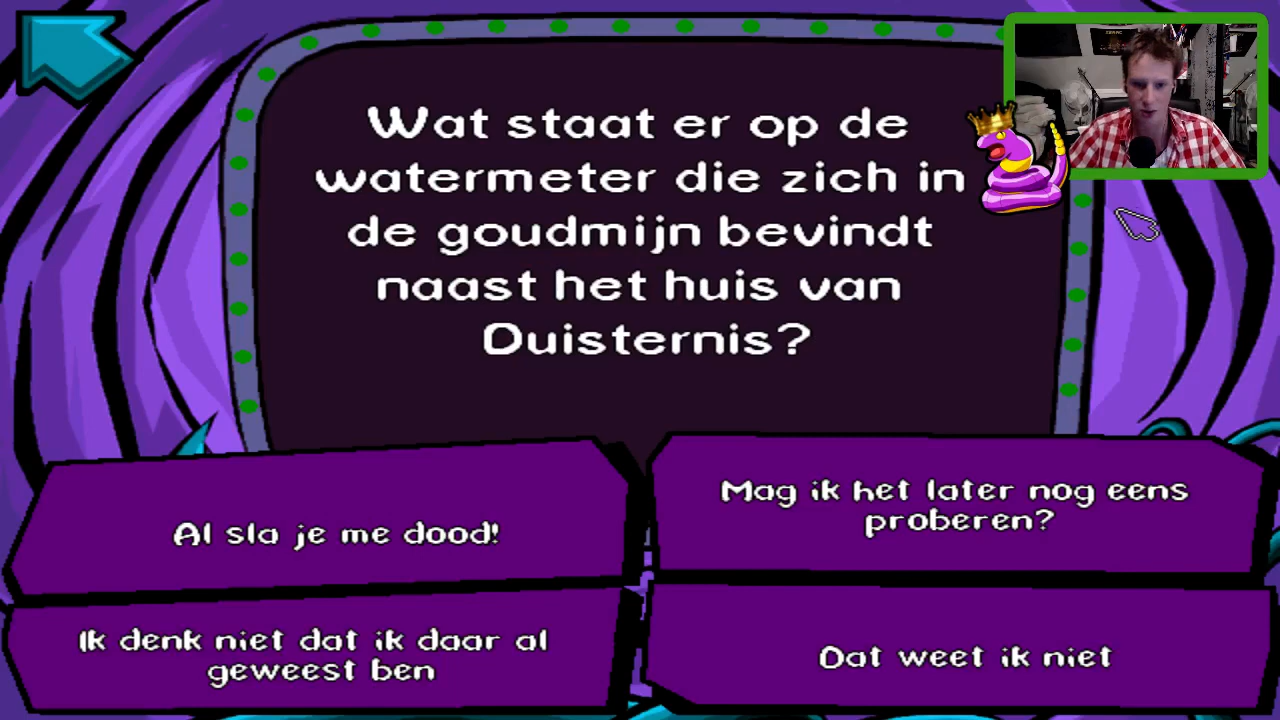 Wat staat er op de
watermeter die zich in
de goudmijn bevindt
naast het huis van
Duisternis?
Al sla je me dood!
Mag ik het later nog eens
proberen?
Ik denk niet dat ik daar al
geweest ben
Dat weet ik niet